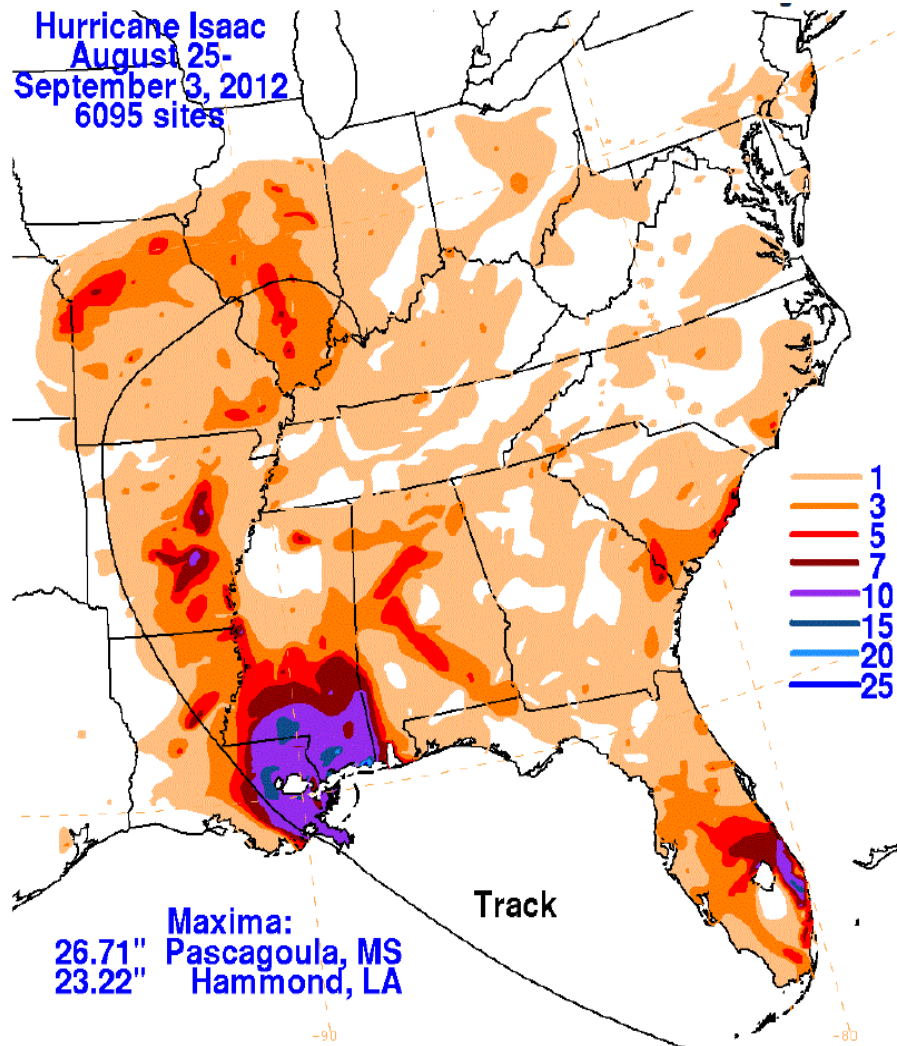 Hurricane Isaac
August 25-
September 3, 2012
6095 sites
1
3
5
7
10
15
20
25
Track
Maxima:
26.71" Pascagoula, MS
23.22" Hammond, LA
-90
-80